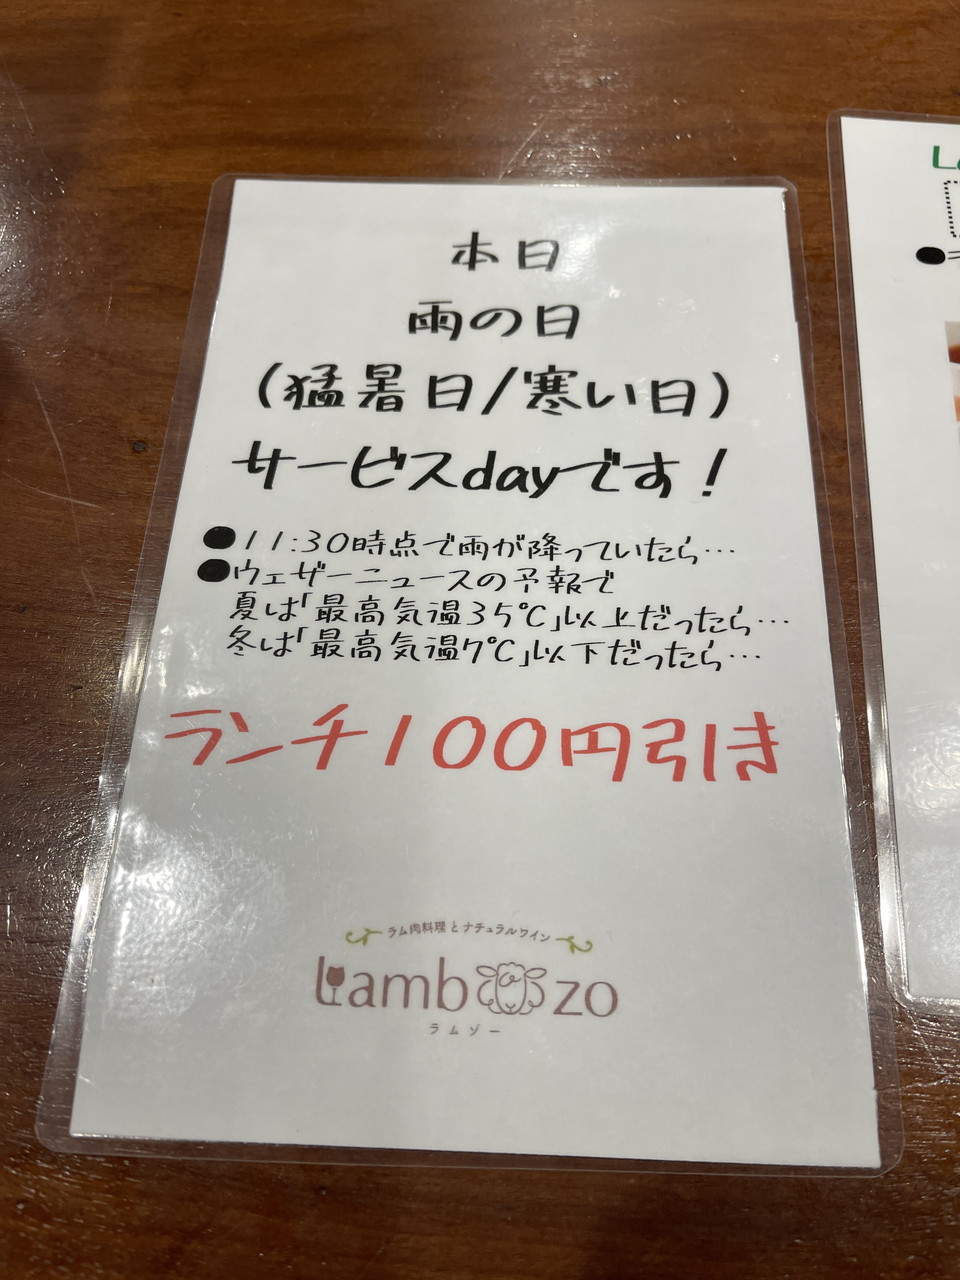 本日
雨の日
(猛暑日/寒い日)
サービスdayです!
●11:30時点で雨が降っていたら…
●ウェザーニュースの予報で
夏は「最高気温35℃」以上だったら…
冬は「最高気温7℃」以下だったら…
ランチ100円引き
ラム肉料理とナチュラルワイン
Lamboozo
ラムゾー